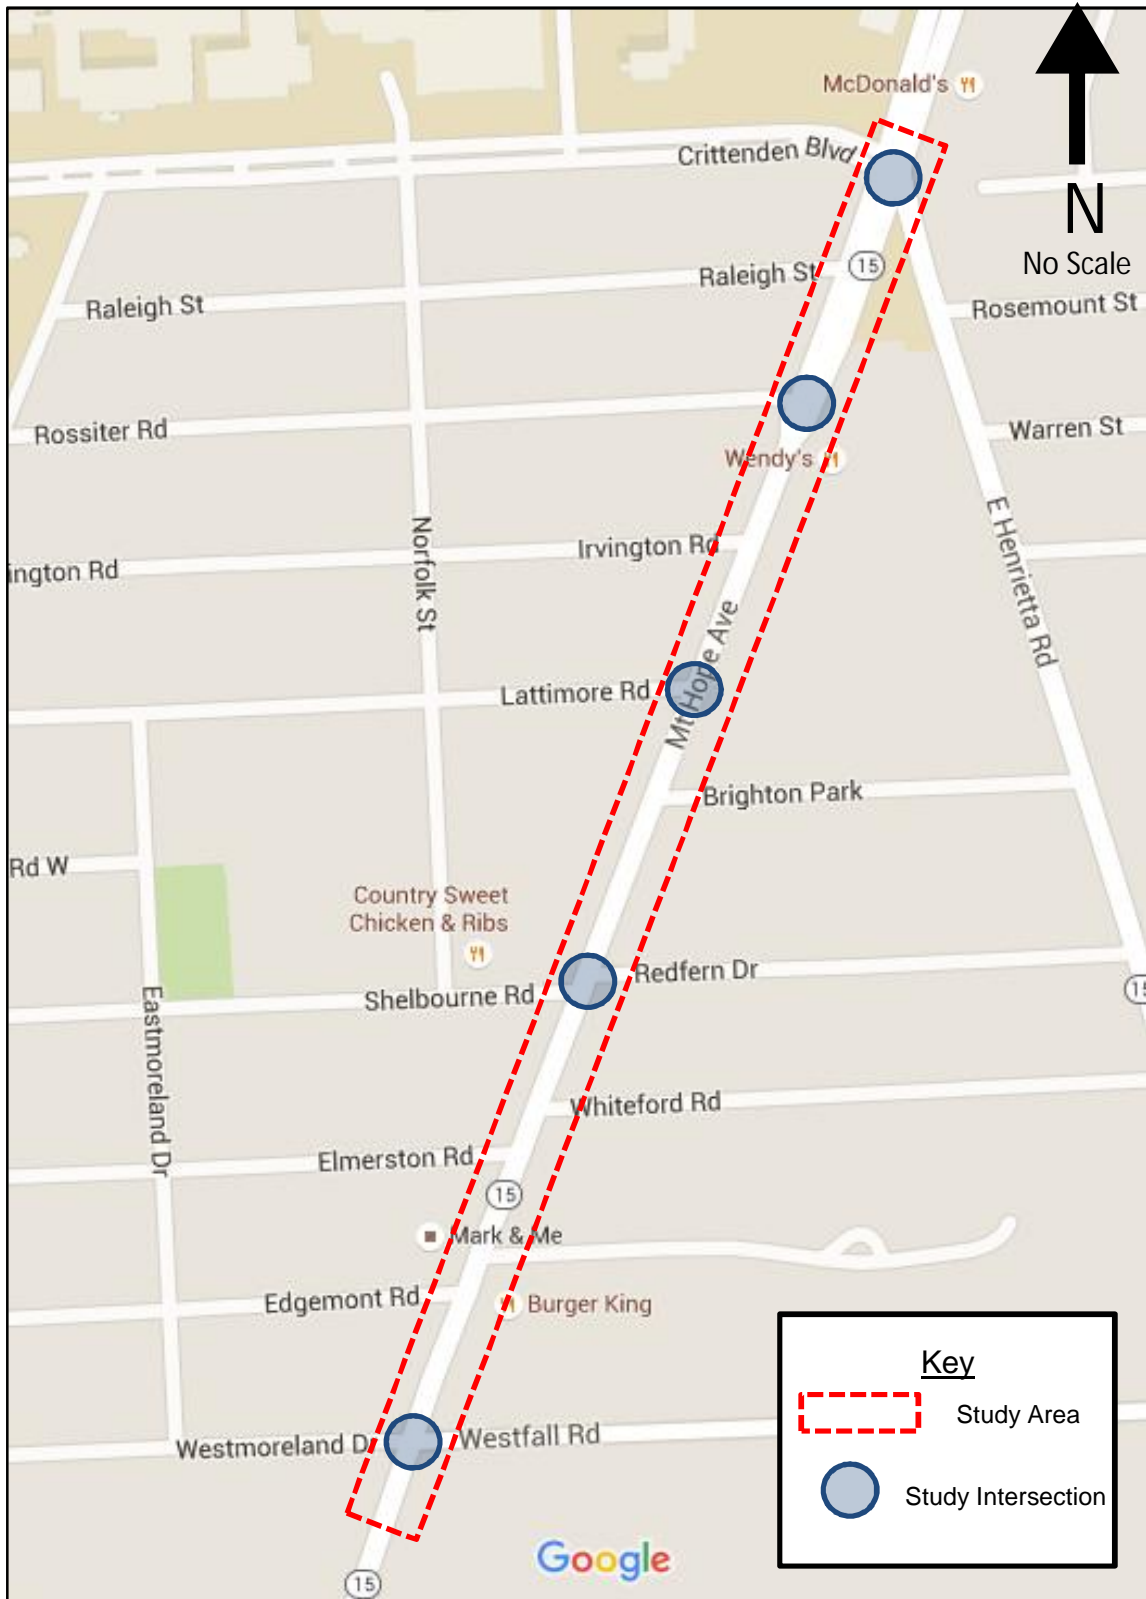 McDonald's
Crittenden Blvd
N
No Scale
15
Raleigh St
Raleigh St
Rosemount St
Rossiter Rd
Warren St
Wendy's
E Henrietta Rd
Irvington Rd
ington Rd
Norfolk St
Mt Hope Ave
Lattimore Rd
Brighton Park
Rd W
Country Sweet
Chicken & Ribs
Redfern Dr
Shelbourne Rd
15
Eastmoreland Dr
Whiteford Rd
Elmerston Rd
15
Mark & Me
Edgemont Rd
Burger King
Westmoreland D
Westfall Rd
Key
Study Area
Study Intersection
Google
15